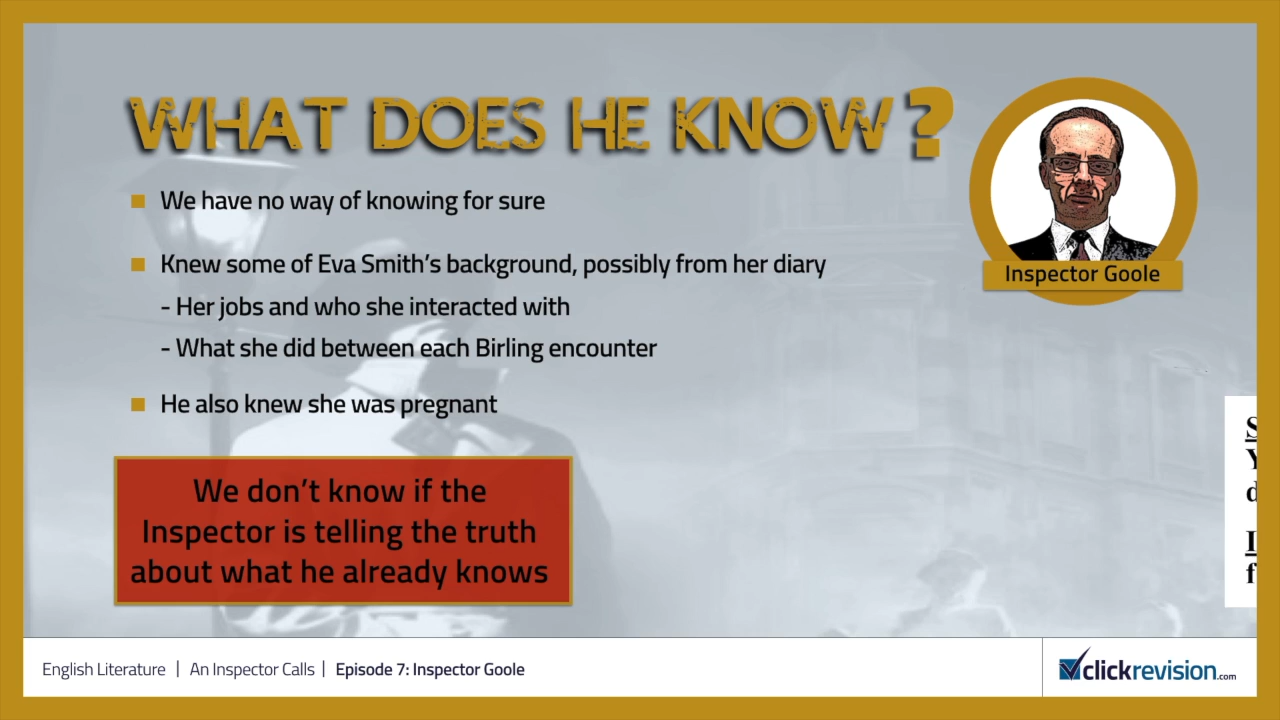 WHAT DOES HE KNOW?
We have no way of knowing for sure
Knew some of Eva Smith's background, possibly from her diary
- Her jobs and who she interacted with
- What she did between each Birling encounter
He also knew she was pregnant
We don't know if the
Inspector is telling the truth
about what he already knows
Inspector Goole
English Literature | An Inspector Calls | Episode 7: Inspector Goole
clickrevision.com